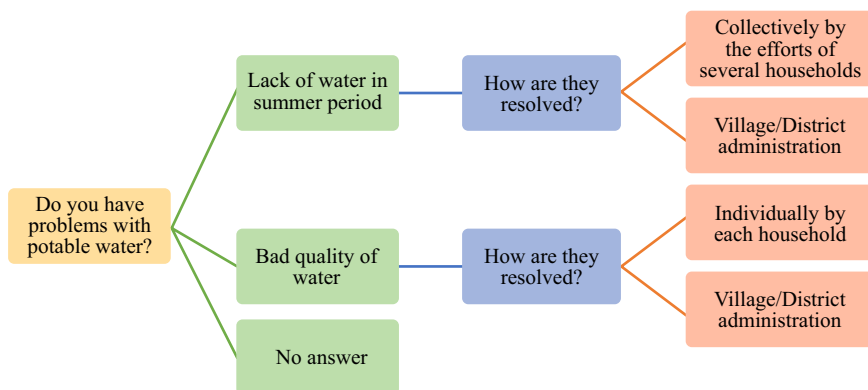 Do you have
problems with
potable water?
Lack of water in
summer period
How are they
resolved?
Collectively by
the efforts of
several households
Village/District
administration
Bad quality of
water
How are they
resolved?
Individually by
each household
Village/District
administration
No answer